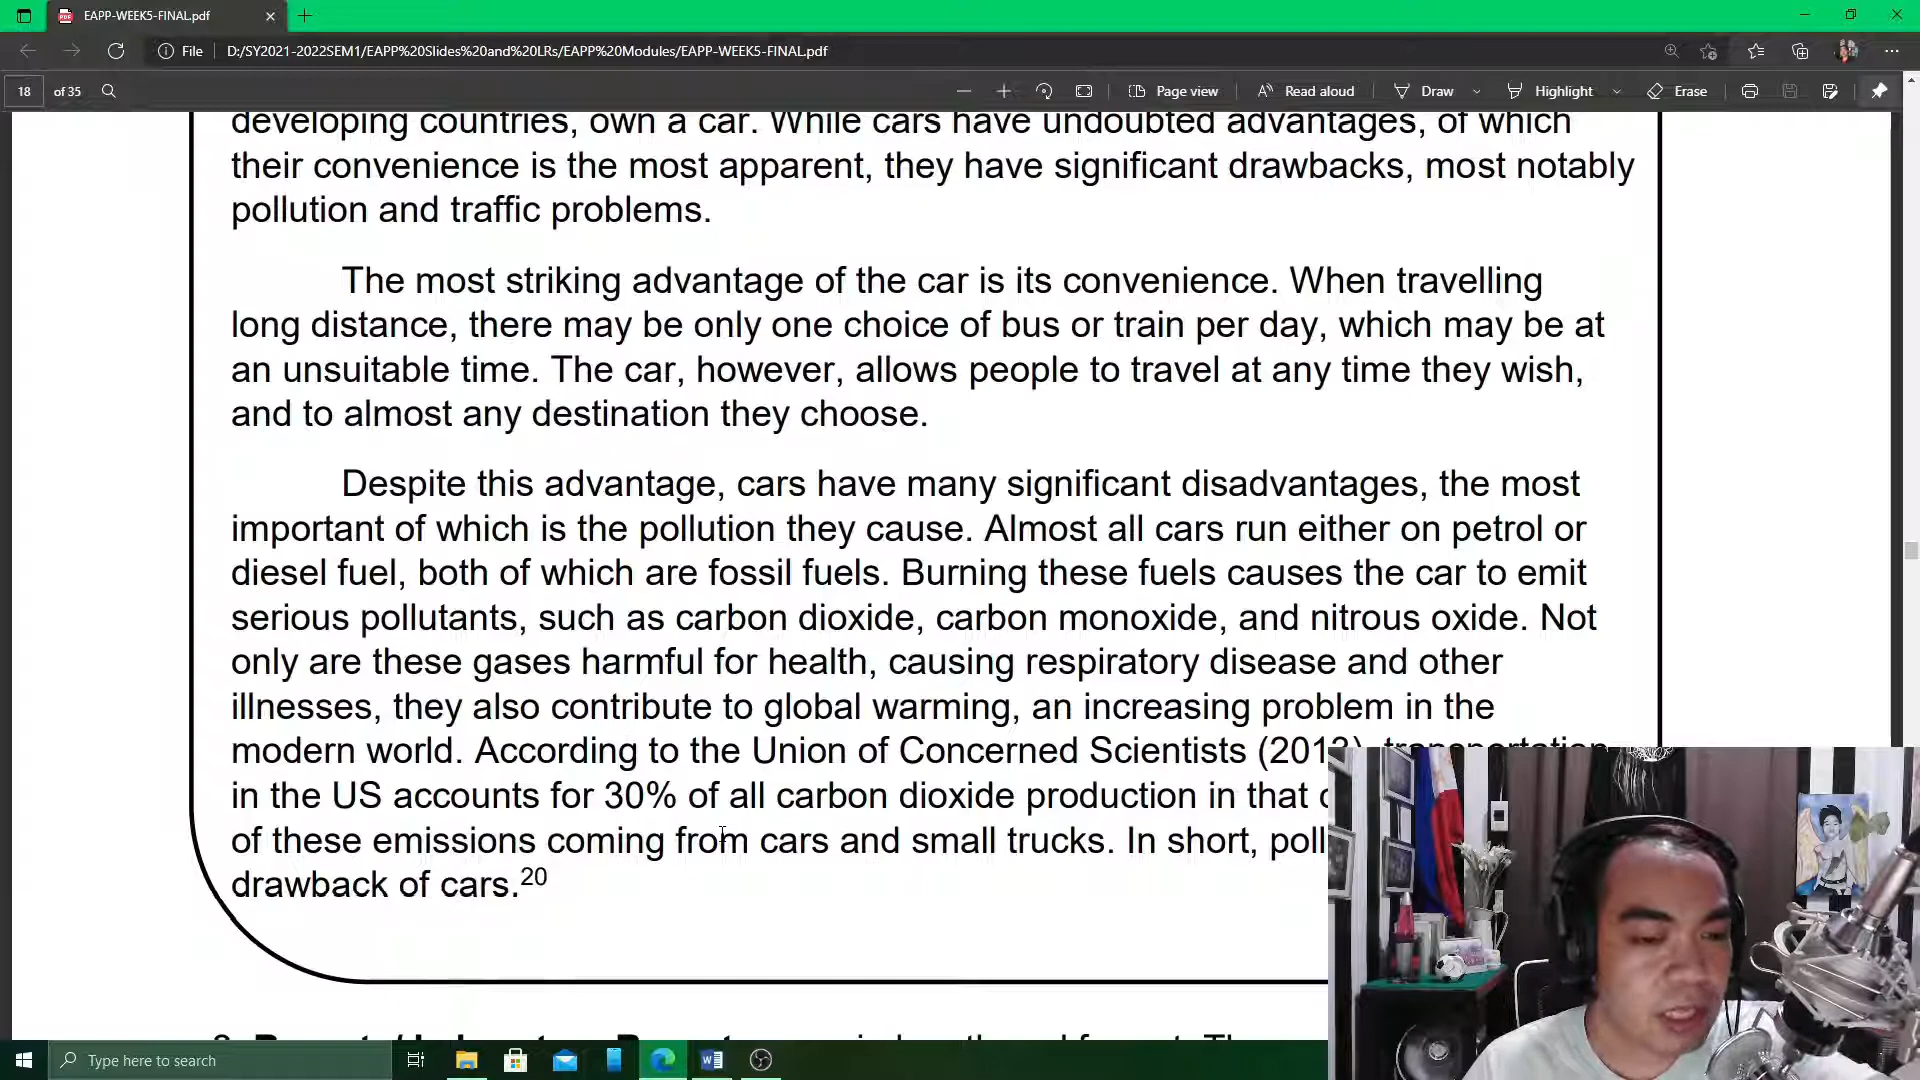 EAPP-WEEK5-FINAL.pdf
File D:/SY2021-2022SEM1/EAPP%20Slides%20and%20LRs/EAPP%20Modules/EAPP-WEEK5-FINAL.pdf
18 of 35 Page view Read aloud Draw Highlight Erase
developing countries, own a car. While cars have undoubted advantages, of which
their convenience is the most apparent, they have significant drawbacks, most notably
pollution and traffic problems.
The most striking advantage of the car is its convenience. When travelling
long distance, there may be only one choice of bus or train per day, which may be at
an unsuitable time. The car, however, allows people to travel at any time they wish,
and to almost any destination they choose.
Despite this advantage, cars have many significant disadvantages, the most
important of which is the pollution they cause. Almost all cars run either on petrol or
diesel fuel, both of which are fossil fuels. Burning these fuels causes the car to emit
serious pollutants, such as carbon dioxide, carbon monoxide, and nitrous oxide. Not
only are these gases harmful for health, causing respiratory disease and other
illnesses, they also contribute to global warming, an increasing problem in the
modern world. According to the Union of Concerned Scientists (2013), transportation
in the US accounts for 30% of all carbon dioxide production in that
of these emissions coming from cars and small trucks. In short,
drawback of cars.20
Type here to search